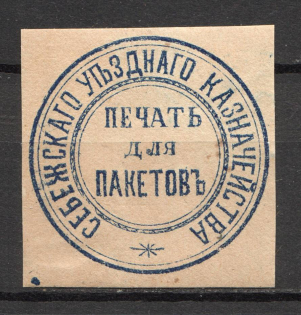 СЕБЕЖСКАГО УѢЗДНАГО КАЗНАЧЕЙСТВА
ПЕЧАТЬ
для
ПАКЕТОВЪ